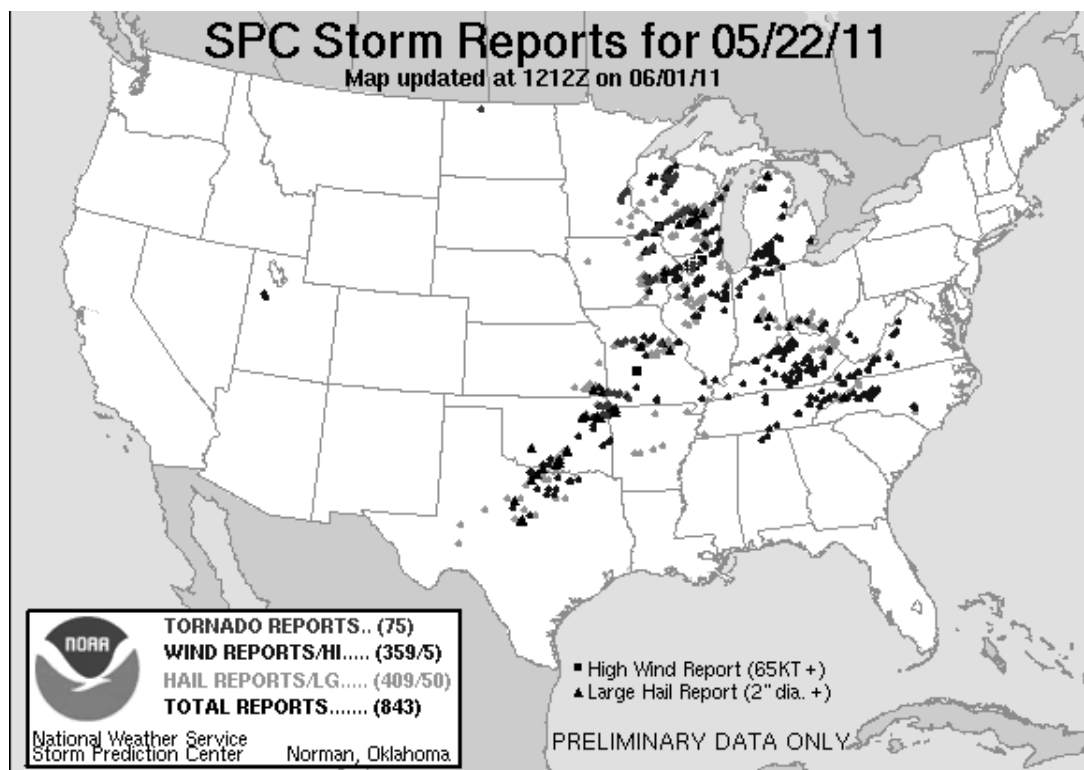 SPC Storm Reports for 05/22/11
Map updated at 1212Z on 06/01/11
NOAA
TORNADO REPORTS.. (75)
WIND REPORTS/HI..... (359/5)
HAIL REPORTS/LG..... (409/50)
TOTAL REPORTS....... (843)
National Weather Service
Storm Prediction Center Norman, Oklahoma
High Wind Report (65KT +)
Large Hail Report (2" dia. +)
PRELIMINARY DATA ONLY